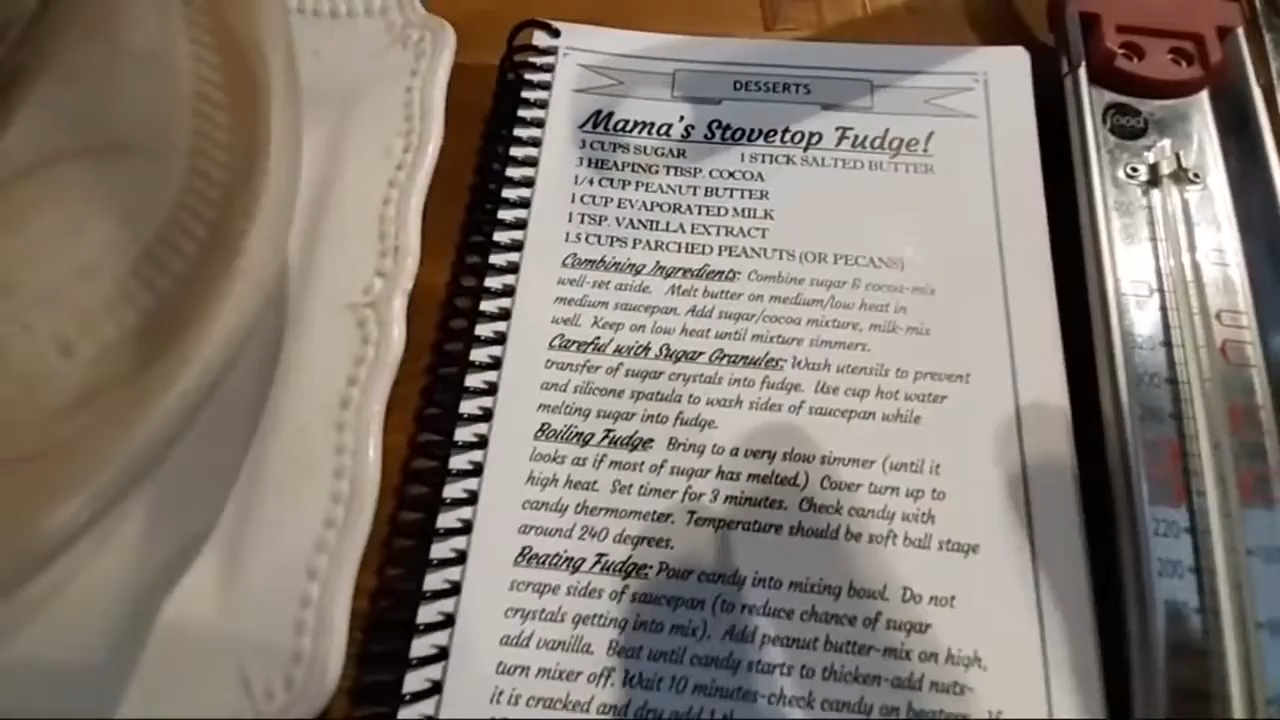 DESSERTS
Mama's Stovetop Fudge!
3 CUPS SUGAR 1 STICK SALTED BUTTER
3 HEAPING TBSP. COCOA
1/4 CUP PEANUT BUTTER
1 CUP EVAPORATED MILK
1 TSP. VANILLA EXTRACT
1.5 CUPS PARCHED PEANUTS (OR PECANS)
Combining Ingredients: Combine sugar & cocoa-mix
well-set aside. Melt butter on medium/low heat in
medium saucepan. Add sugar/cocoa mixture, milk-mix
well. Keep on low heat until mixture simmers.
Careful with Sugar Granules: Wash utensils to prevent
transfer of sugar crystals into fudge. Use cup hot water
and silicone spatula to wash sides of saucepan while
melting sugar into fudge.
Boiling Fudge: Bring to a very slow simmer (until it
looks as if most of sugar has melted.) Cover turn up to
high heat. Set timer for 3 minutes. Check candy with
candy thermometer. Temperature should be soft ball stage
around 240 degrees.
Beating Fudge: Pour candy into mixing bowl. Do not
scrape sides of saucepan (to reduce chance of sugar
crystals getting into mix). Add peanut butter-mix on high,
add vanilla. Beat until candy starts to thicken-add nuts-
turn mixer off. Wait 10 minutes-check candy on beaters. If
it is cracked and dry add 1
food
220
200